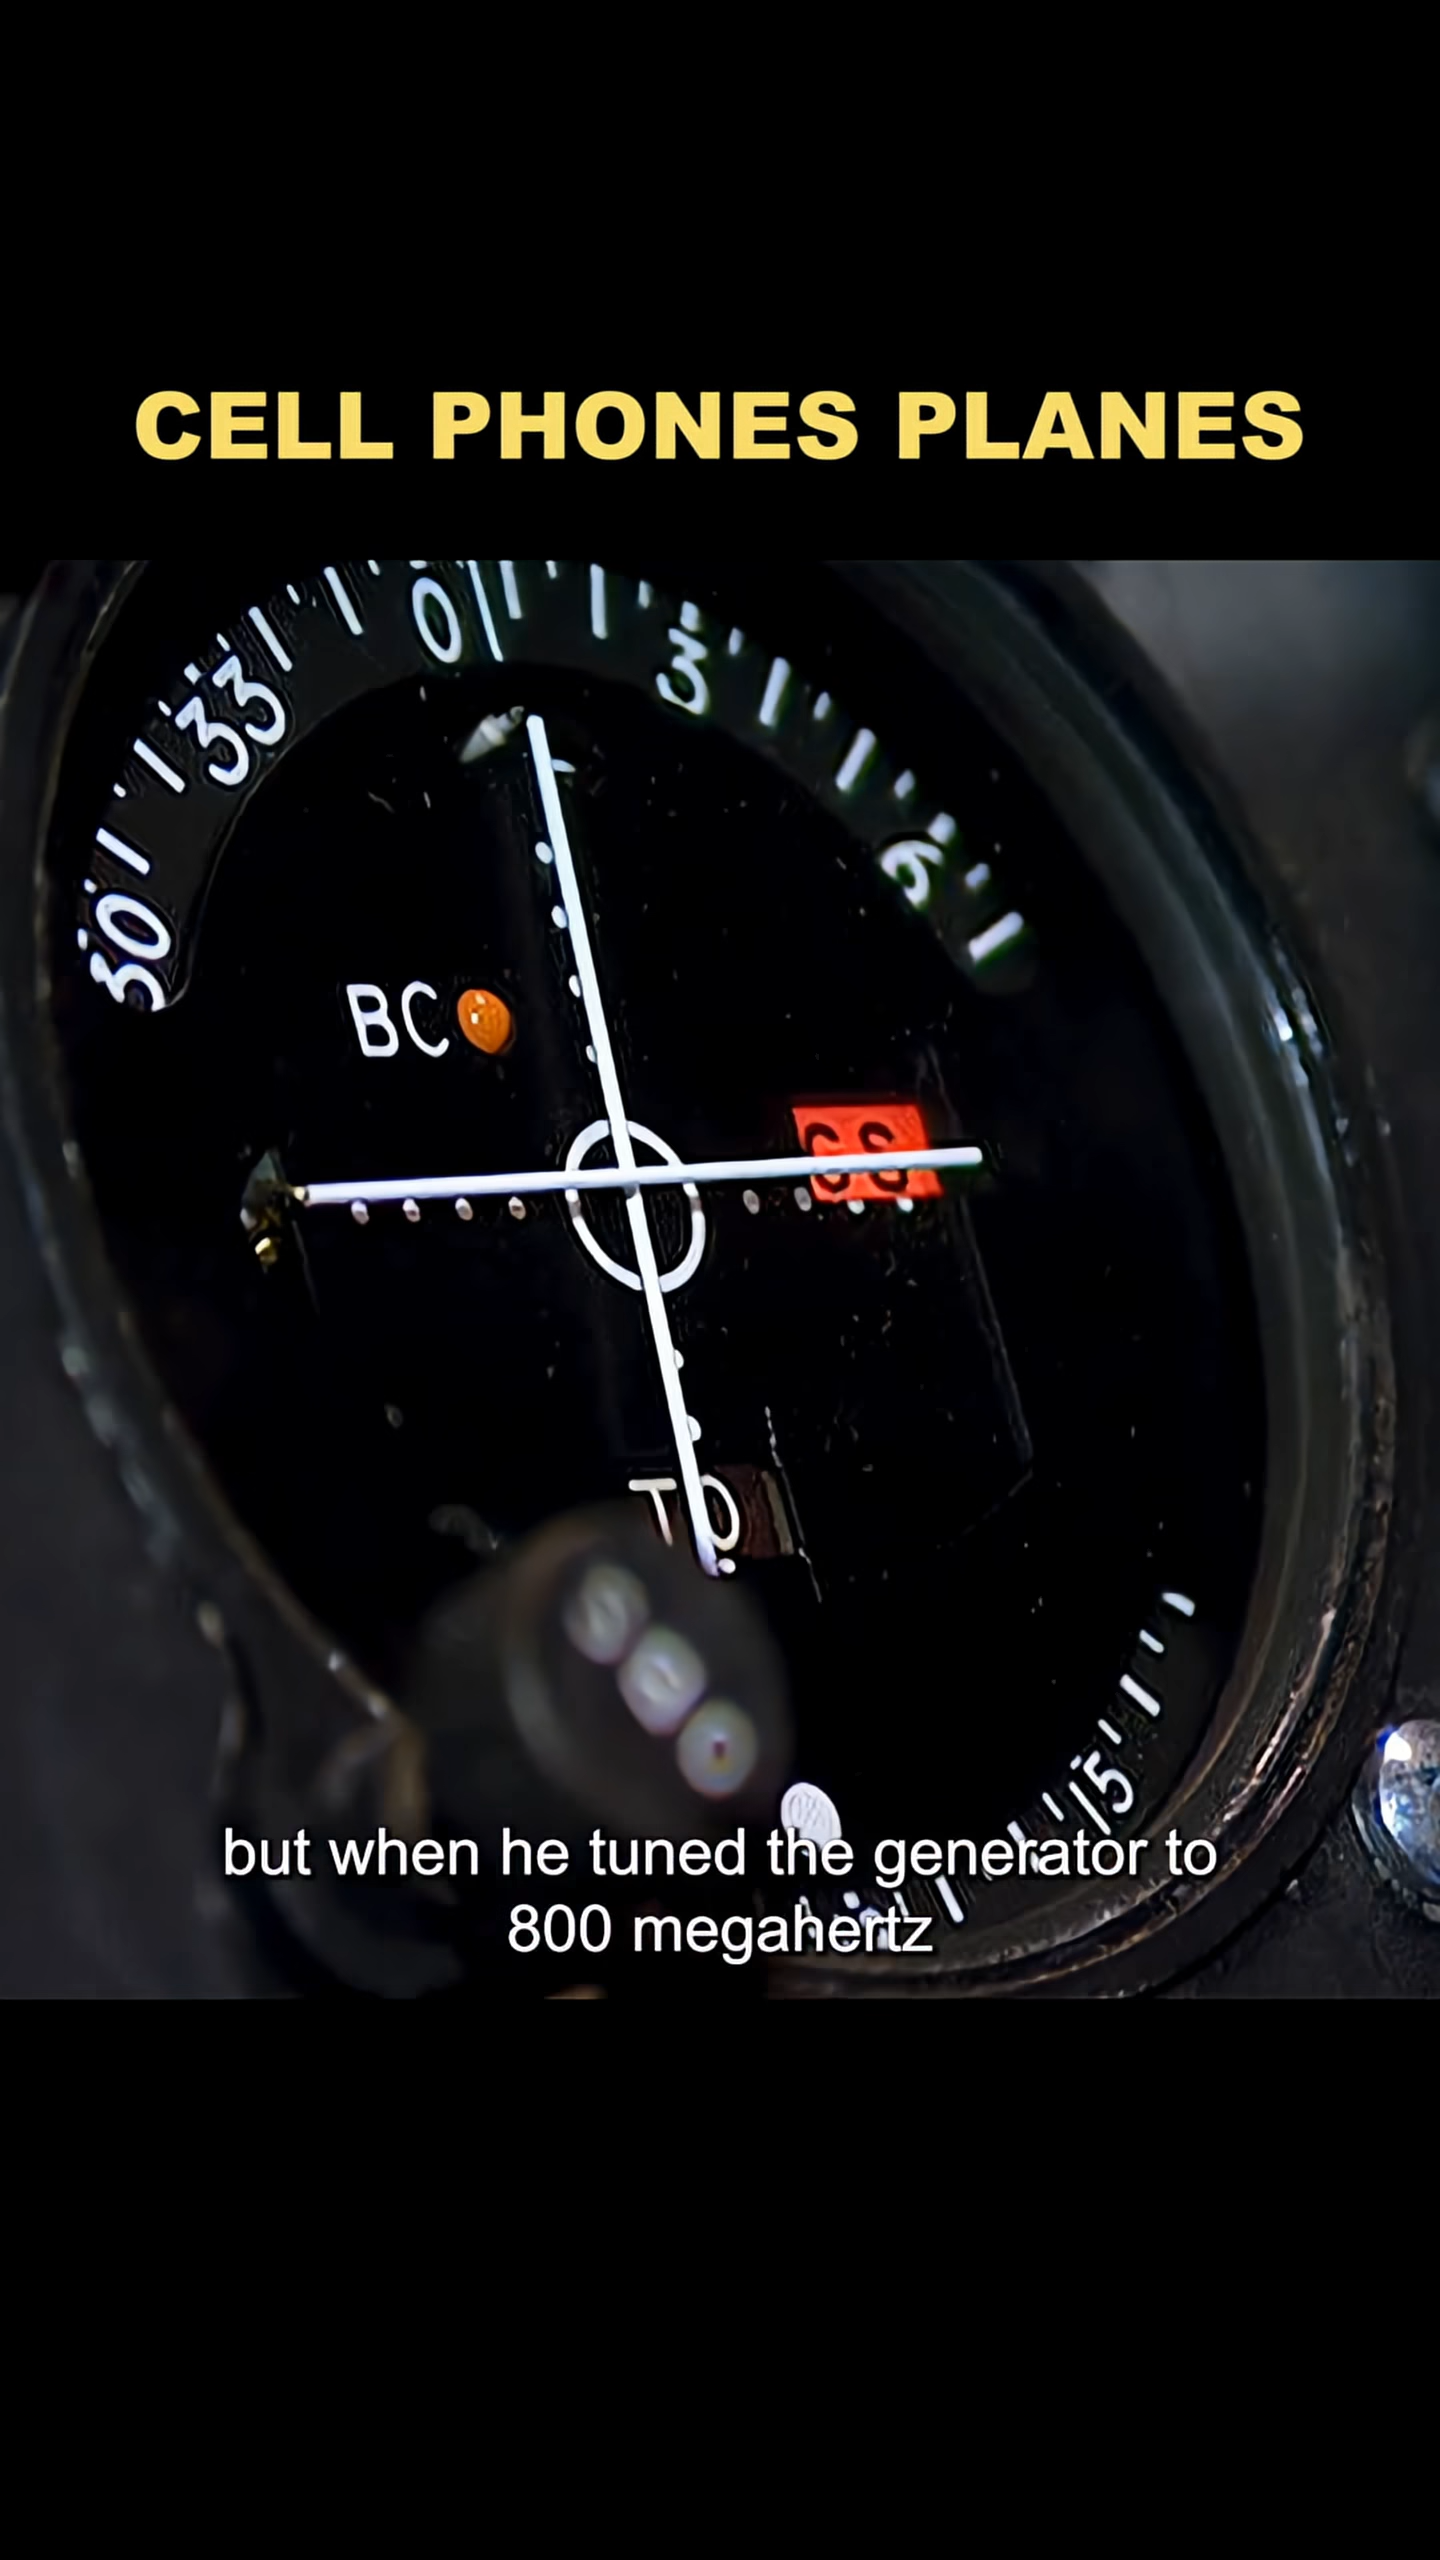 CELL PHONES PLANES
0
3
33
6
30
BC
GS
TO
15
but when he tuned the generator to
800 megahertz